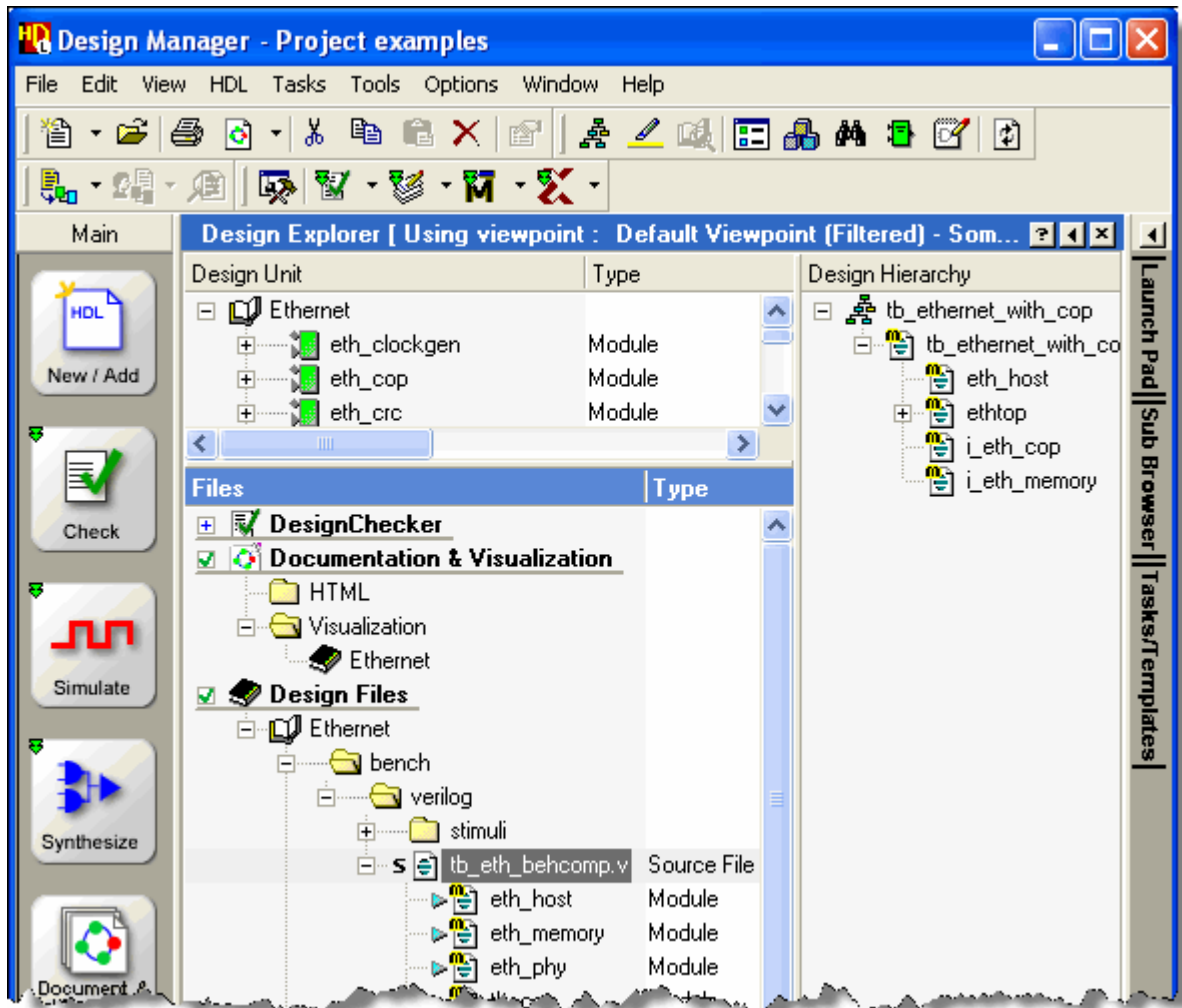 Design Manager - Project examples
File Edit View HDL Tasks Tools Options Window Help
Main
HDL
New / Add
Check
Simulate
Synthesize
Document &
Design Explorer [ Using viewpoint : Default Viewpoint (Filtered) - Som...
Design Unit Type
Ethernet
eth_clockgen Module
eth_cop Module
eth_crc Module
Files Type
DesignChecker
Documentation & Visualization
HTML
Visualization
Ethernet
Design Files
Ethernet
bench
verilog
stimuli
S tb_eth_behcomp.v Source File
eth_host Module
eth_memory Module
eth_phy Module
Design Hierarchy
tb_ethernet_with_cop
tb_ethernet_with_co
eth_host
ethtop
i_eth_cop
i_eth_memory
Launch Pad
Sub Browser
Tasks/Templates